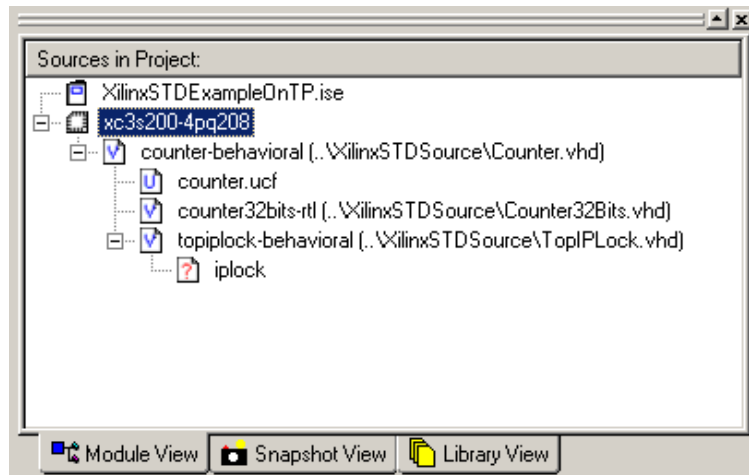 Sources in Project:
XilinxSTDExampleOnTP.ise
xc3s200-4pq208
counter-behavioral (..\XilinxSTDSource\Counter.vhd)
counter.ucf
counter32bits-rtl (..\XilinxSTDSource\Counter32Bits.vhd)
topiplock-behavioral (..\XilinxSTDSource\TopIPLock.vhd)
iplock
Module View Snapshot View Library View